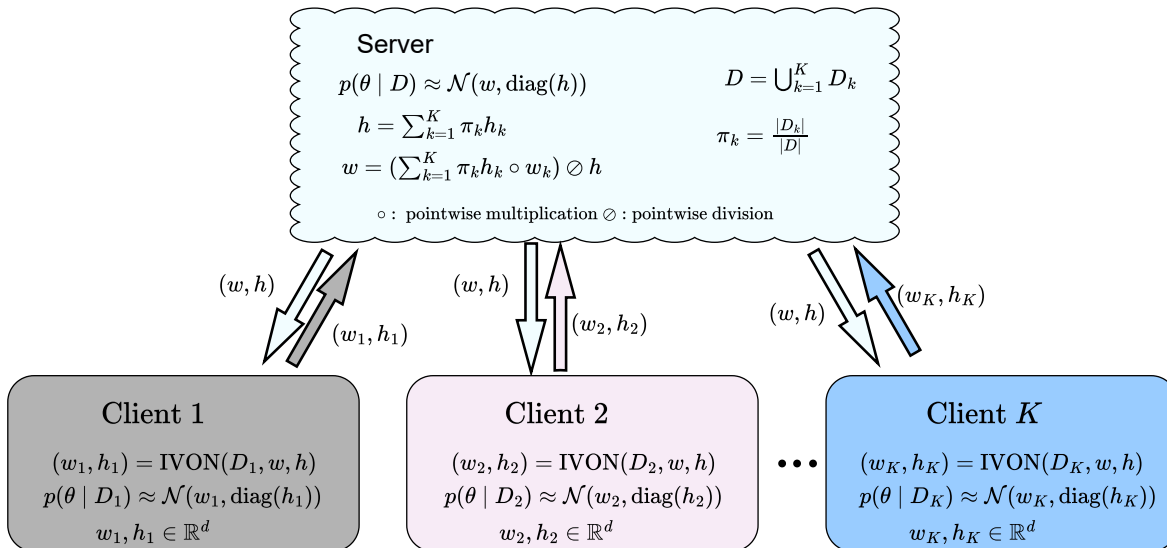 Server
p(θ | D) ≈ 𝒩(w, diag(h))
D = ⋃_{k=1}^{K} D_k
h = ∑_{k=1}^{K} π_k h_k
π_k = |D_k| / |D|
w = (∑_{k=1}^{K} π_k h_k ∘ w_k) ⊘ h
∘ : pointwise multiplication ⊘ : pointwise division
(w, h)
(w_1, h_1)
(w, h)
(w_2, h_2)
(w, h)
(w_K, h_K)
Client 1
(w_1, h_1) = IVON(D_1, w, h)
p(θ | D_1) ≈ 𝒩(w_1, diag(h_1))
w_1, h_1 ∈ ℝ^d
Client 2
(w_2, h_2) = IVON(D_2, w, h)
p(θ | D_2) ≈ 𝒩(w_2, diag(h_2))
w_2, h_2 ∈ ℝ^d
•••
Client K
(w_K, h_K) = IVON(D_K, w, h)
p(θ | D_K) ≈ 𝒩(w_K, diag(h_K))
w_K, h_K ∈ ℝ^d